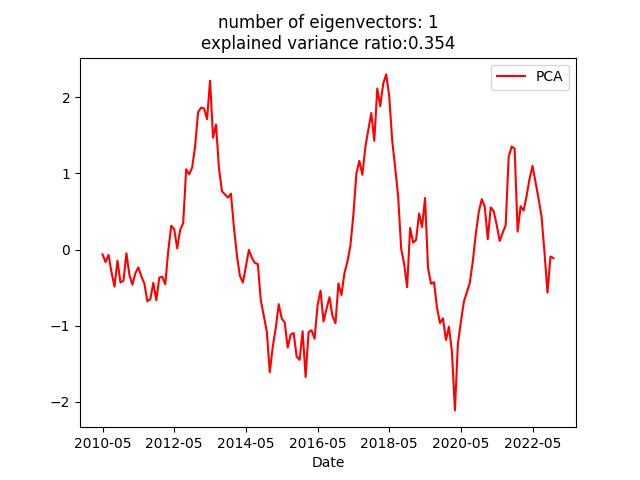 number of eigenvectors: 1
explained variance ratio:0.354
PCA
2
1
0
−1
−2
2010-05 2012-05 2014-05 2016-05 2018-05 2020-05 2022-05
Date